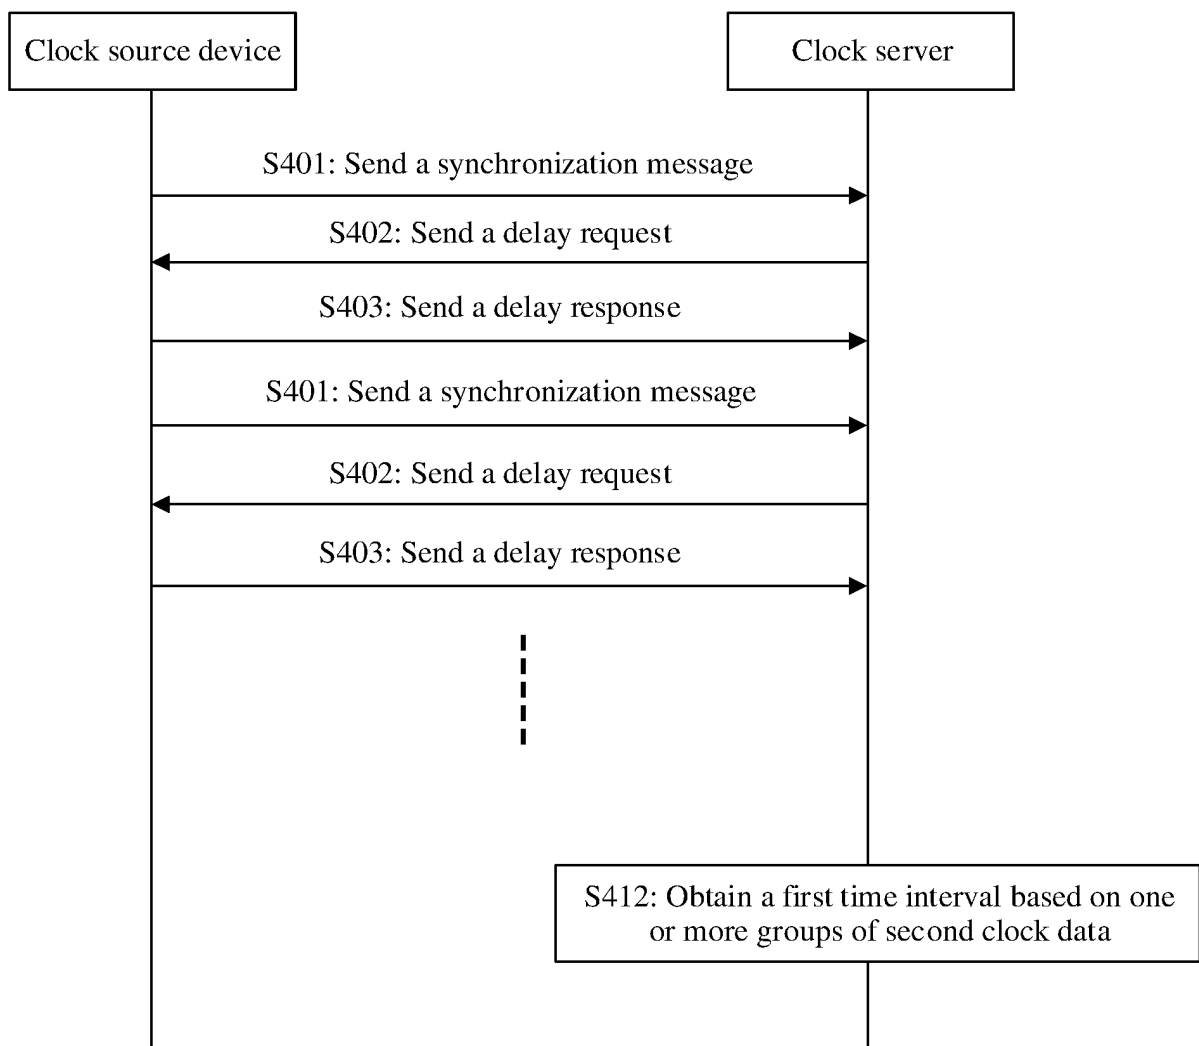 Clock source device
Clock server
S401: Send a synchronization message
S402: Send a delay request
S403: Send a delay response
S401: Send a synchronization message
S402: Send a delay request
S403: Send a delay response
S412: Obtain a first time interval based on one
or more groups of second clock data